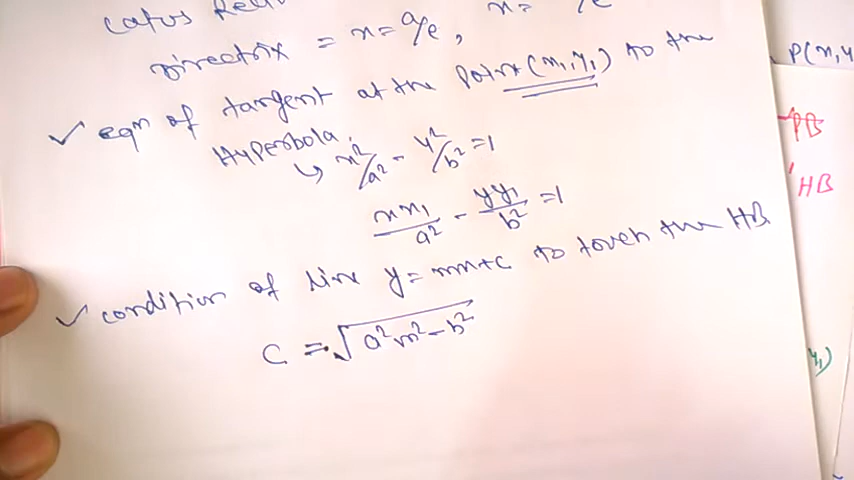 Directrix = x = a/e, x =
✓ eqn of tangent at the point (x₁, y₁) to the
Hyperbola.
↳ x²/a² - y²/b² = 1
xx₁/a² - yy₁/b² = 1
✓ condition of line y = mx + c to touch the HB
c = √a²m² - b²
P(x, y
PB
HB
y₁)